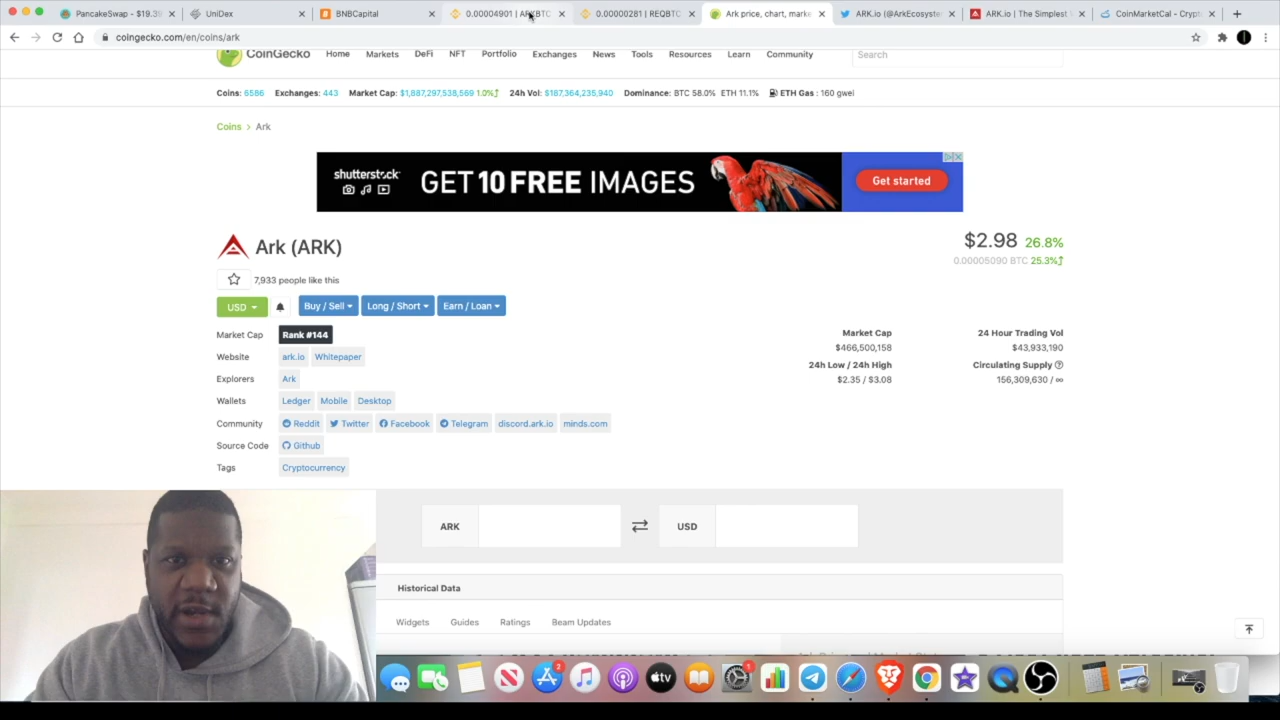 PancakeSwap - $19.3
UniDex
BNBCapital
0.00004901 | ARKBTC
0.00000281 | REQBTC
Ark price, chart, marke
ARK.io (@ArkEcosyste
ARK.io | The Simplest
CoinMarketCal - Crypt
coingecko.com/en/coins/ark
CoinGecko
Home
Markets
DeFi
NFT
Portfolio
Exchanges
News
Tools
Resources
Learn
Community
Search
Coins: 6586 Exchanges: 443 Market Cap: $1,887,297,538,569 1.0% 24h Vol: $187,364,235,940 Dominance: BTC 58.0% ETH 11.1% ETH Gas : 160 gwei
Coins > Ark
shutterstock
GET 10 FREE IMAGES
Get started
Ark (ARK)
$2.98 26.8%
0.00005090 BTC 25.3%
7,933 people like this
USD
Buy / Sell
Long / Short
Earn / Loan
Market Cap Rank #144
Website ark.io Whitepaper
Explorers Ark
Wallets Ledger Mobile Desktop
Community Reddit Twitter Facebook Telegram discord.ark.io minds.com
Source Code Github
Tags Cryptocurrency
Market Cap
$466,500,158
24 Hour Trading Vol
$43,933,190
24h Low / 24h High
$2.35 / $3.08
Circulating Supply
156,309,630 / ∞
ARK
USD
Historical Data
Widgets
Guides
Ratings
Beam Updates
2
tv
1